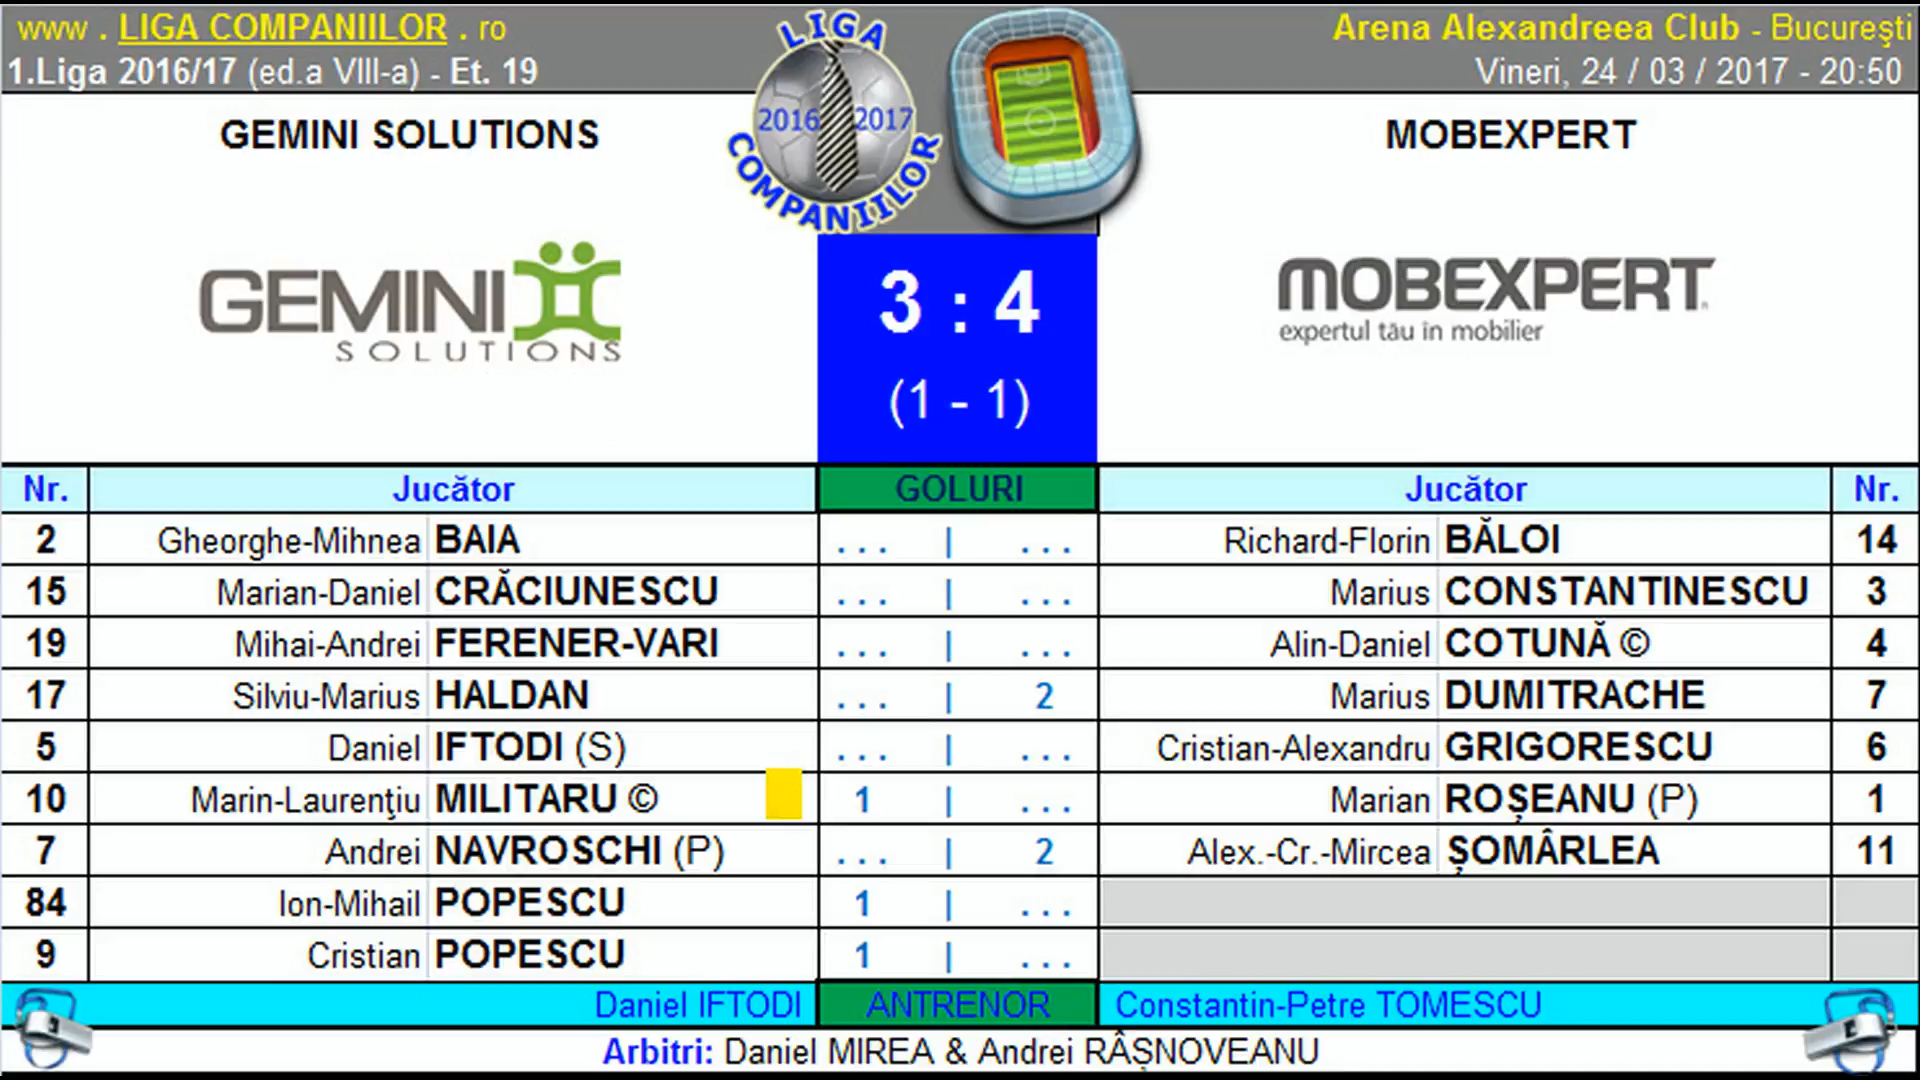 www . LIGA COMPANIILOR . ro
1.Liga 2016/17 (ed.a VIII-a) - Et. 19
LIGA
2016 2017
COMPANIILOR
Arena Alexandreea Club - Bucureşti
Vineri, 24 / 03 / 2017 - 20:50
GEMINI SOLUTIONS
MOBEXPERT
GEMINI
SOLUTIONS
3 : 4
(1 - 1)
MOBEXPERT
expertul tău în mobilier
Nr. Jucător GOLURI Jucător Nr.
2 Gheorghe-Mihnea BAIA ... | ... Richard-Florin BĂLOI 14
15 Marian-Daniel CRĂCIUNESCU ... | ... Marius CONSTANTINESCU 3
19 Mihai-Andrei FERENER-VARI ... | ... Alin-Daniel COTUNĂ © 4
17 Silviu-Marius HALDAN ... | 2 Marius DUMITRACHE 7
5 Daniel IFTODI (S) ... | ... Cristian-Alexandru GRIGORESCU 6
10 Marin-Laurenţiu MILITARU © 1 | ... Marian ROȘEANU (P) 1
7 Andrei NAVROSCHI (P) ... | 2 Alex.-Cr.-Mircea ȘOMÂRLEA 11
84 Ion-Mihail POPESCU 1 | ...
9 Cristian POPESCU 1 | ...
Daniel IFTODI ANTRENOR Constantin-Petre TOMESCU
Arbitri: Daniel MIREA & Andrei RÂȘNOVEANU